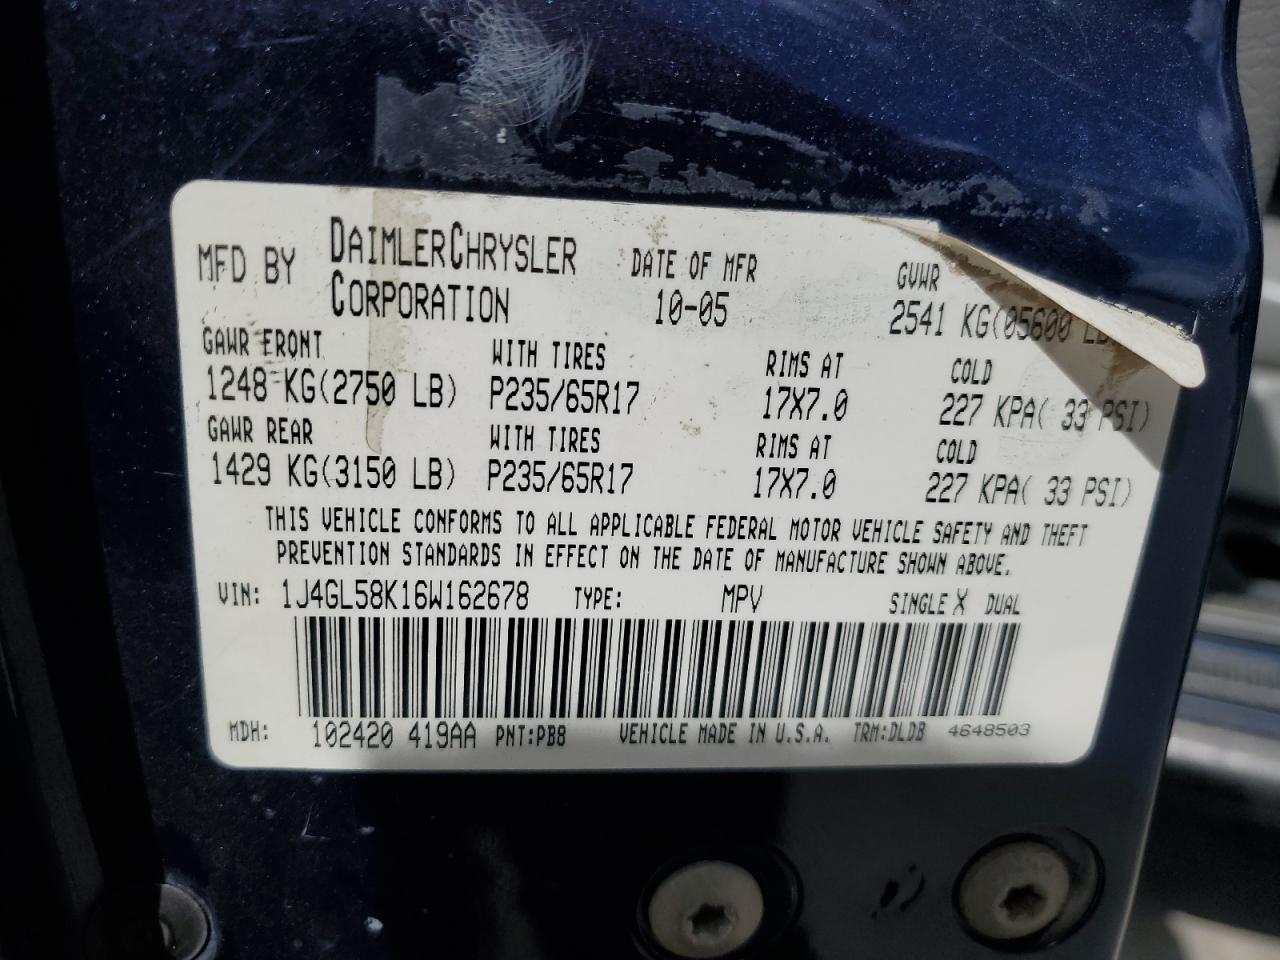 MFD BY DAIMLERCHRYSLER CORPORATION DATE OF MFR 10-05 GVWR 2541 KG(05600 LB
GAWR FRONT WITH TIRES RIMS AT COLD
1248 KG(2750 LB) P235/65R17 17X7.0 227 KPA( 33 PSI)
GAWR REAR WITH TIRES RIMS AT COLD
1429 KG(3150 LB) P235/65R17 17X7.0 227 KPA( 33 PSI)
THIS VEHICLE CONFORMS TO ALL APPLICABLE FEDERAL MOTOR VEHICLE SAFETY AND THEFT
PREVENTION STANDARDS IN EFFECT ON THE DATE OF MANUFACTURE SHOWN ABOVE.
VIN: 1J4GL58K16W162678 TYPE: MPV SINGLE X DUAL
MDH: 102420 419AA PNT:PB8 VEHICLE MADE IN U.S.A. TRM:DLDB 4648503